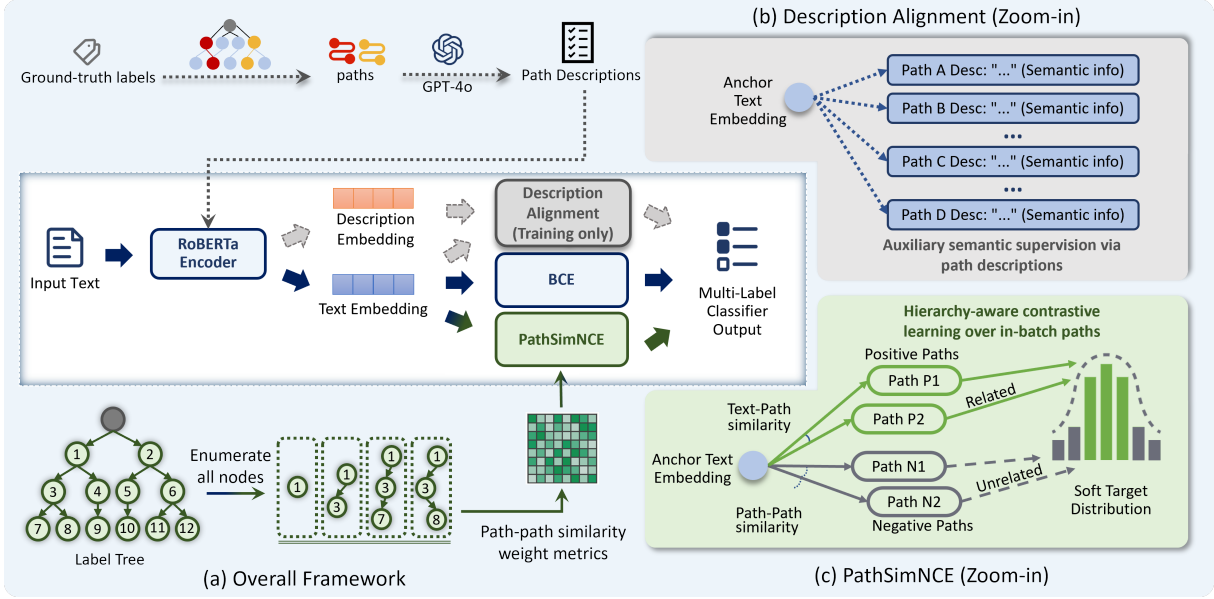 Ground-truth labels
paths
GPT-4o
Path Descriptions
Input Text
RoBERTa
Encoder
Description
Embedding
Text Embedding
Description
Alignment
(Training only)
BCE
PathSimNCE
Multi-Label
Classifier
Output
1
2
3
4
5
6
7
8
9
10
11
12
Label Tree
Enumerate
all nodes
1
1
3
1
3
7
1
3
8
Path-path similarity
weight metrics
(a) Overall Framework
(b) Description Alignment (Zoom-in)
Anchor
Text
Embedding
Path A Desc: "..." (Semantic info)
Path B Desc: "..." (Semantic info)
...
Path C Desc: "..." (Semantic info)
...
Path D Desc: "..." (Semantic info)
Auxiliary semantic supervision via
path descriptions
Hierarchy-aware contrastive
learning over in-batch paths
Positive Paths
Path P1
Path P2
Related
Text-Path
similarity
Anchor Text
Embedding
Path N1
Path N2
Unrelated
Path-Path
similarity
Negative Paths
Soft Target
Distribution
(c) PathSimNCE (Zoom-in)